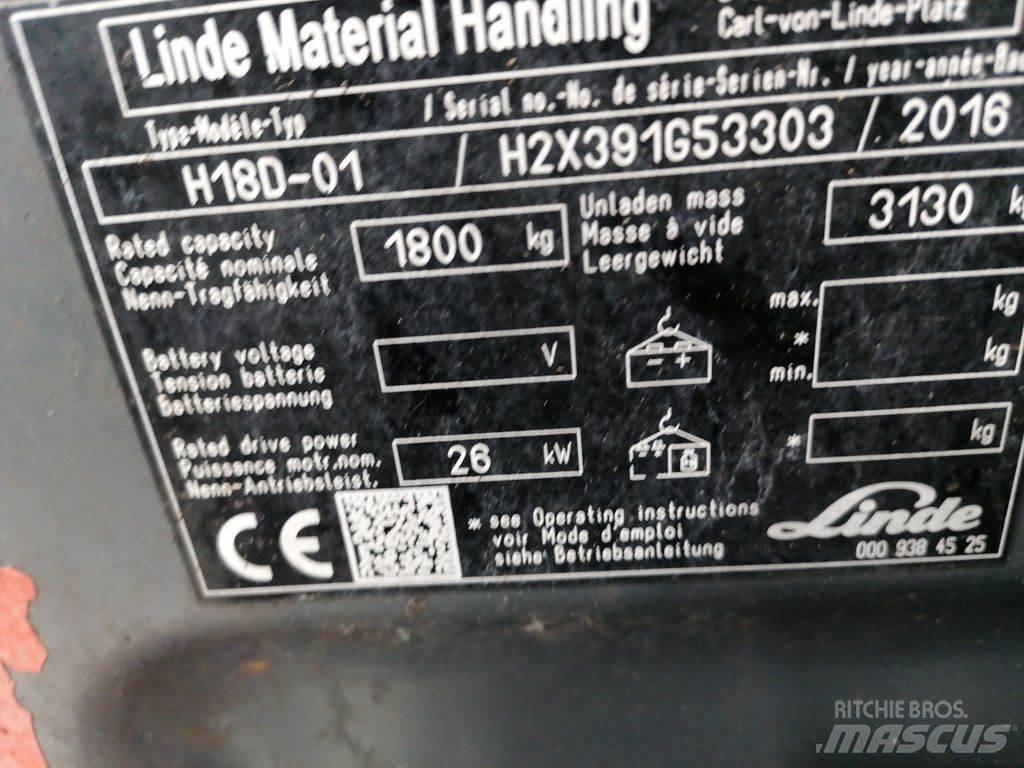 Linde Material Handling
Carl-von-Linde-Platz
Type-Modèle-Typ / Serial no.-No. de série-Serien-Nr. / year-année-Bau
H18D-01 / H2X391G53303 / 2016
Rated capacity
Capacité nominale
Nenn-Tragfähigkeit
1800 kg
Unladen mass
Masse à vide
Leergewicht
3130 k
Battery voltage
Tension batterie
Batteriespannung
V
- +
max. kg
*
min. kg
Rated drive power
Puissance motr.nom.
Nenn-Antriebsleist.
26 kW
* kg
CE
* see Operating instructions
voir Mode d'emploi
siehe Betriebsanleitung
Linde
000 938 45 25
RITCHIE BROS.
MASCUS